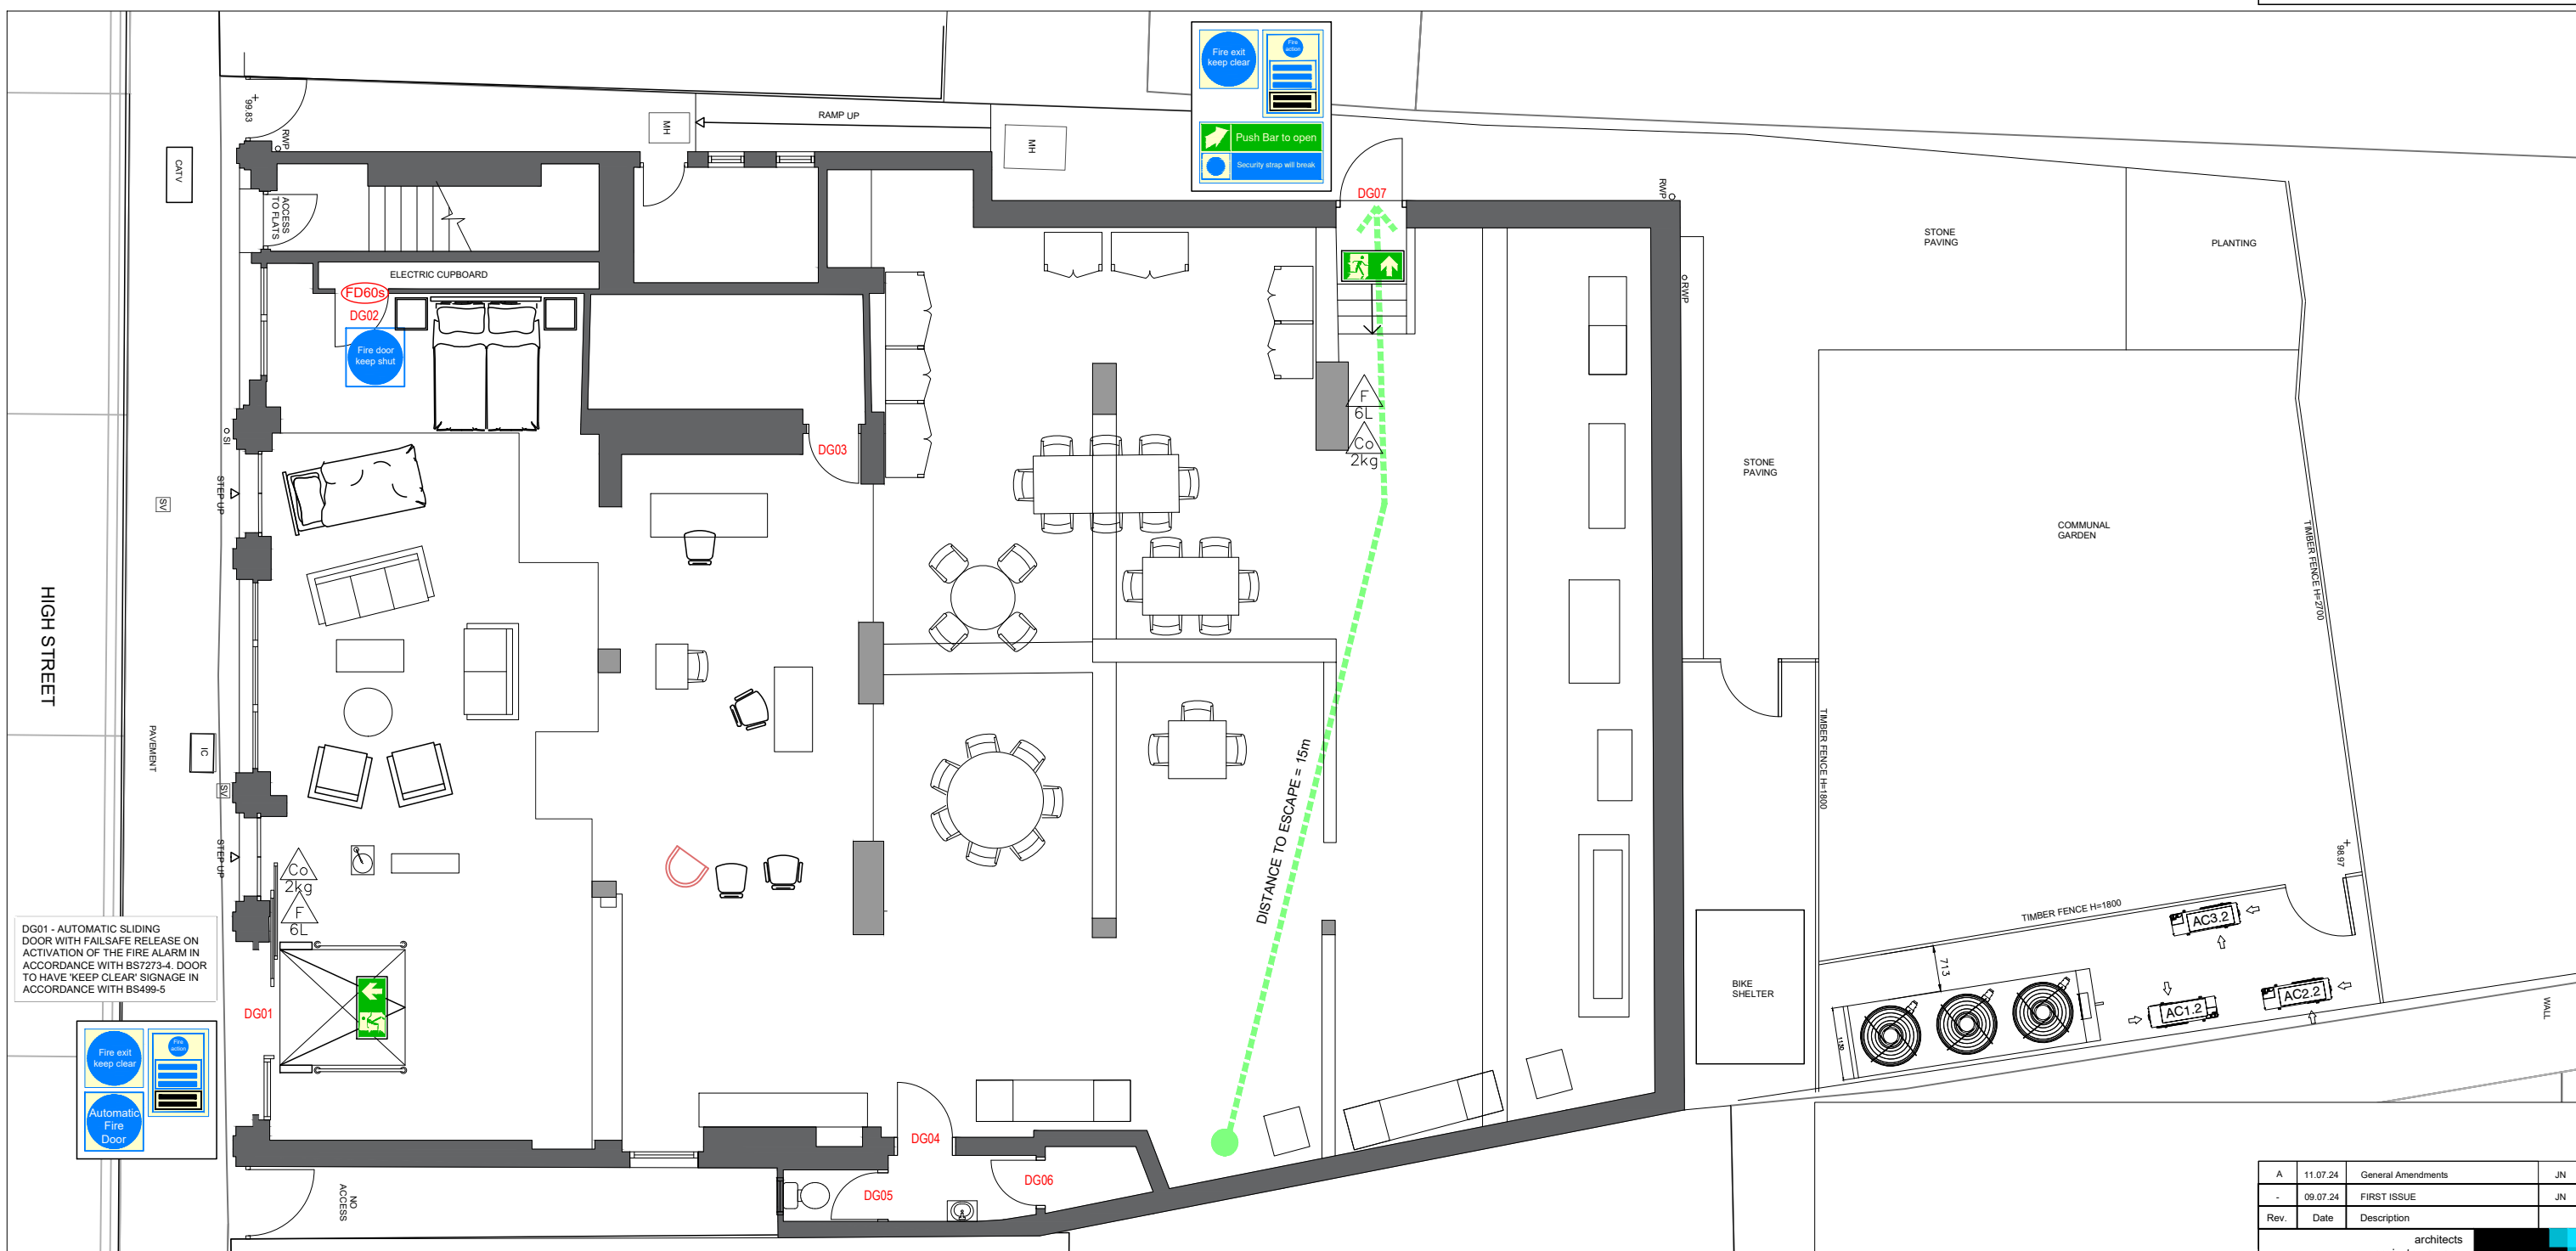 Fire exit
keep clear
Fire
action
Push Bar to open
Security strap will break
RAMP UP
MH
MH
99.83
RWP
CATV
ACCESS
TO FLATS
ELECTRIC CUPBOARD
FD60s
DG02
Fire door
keep shut
DG03
DG07
RWP
RWP
STONE
PAVING
PLANTING
F
6L
Co
2kg
SI
STEP UP
SV
STONE
PAVING
COMMUNAL
GARDEN
TIMBER FENCE H=2700
HIGH STREET
PAVEMENT
IC
SV
STEP UP
TIMBER FENCE H=1800
DISTANCE TO ESCAPE = 15m
Co
2kg
F
6L
DG01 - AUTOMATIC SLIDING
DOOR WITH FAILSAFE RELEASE ON
ACTIVATION OF THE FIRE ALARM IN
ACCORDANCE WITH BS7273-4. DOOR
TO HAVE 'KEEP CLEAR' SIGNAGE IN
ACCORDANCE WITH BS499-5
DG01
Fire exit
keep clear
Fire
action
Automatic
Fire
Door
98.97
TIMBER FENCE H=1800
AC3.2
713
AC2.2
AC1.2
1130
BIKE
SHELTER
WALL
DG04
DG05
DG06
NO
ACCESS
A 11.07.24 General Amendments JN
- 09.07.24 FIRST ISSUE JN
Rev. Date Description
architects